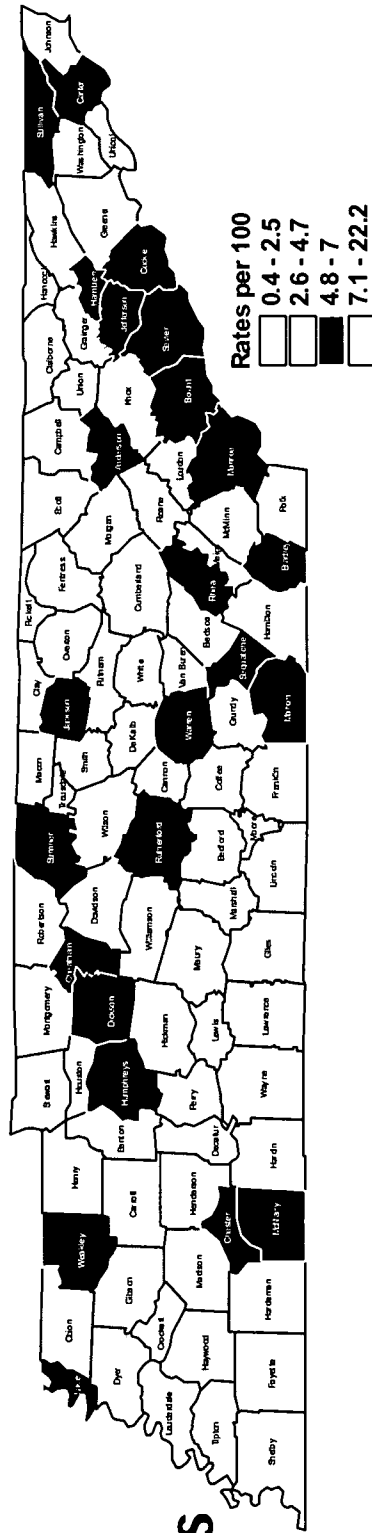 Lake
Obion
Weakley
Henry
Stewart
Montgomery
Robertson
Sumner
Macon
Trousdale
Clay
Pickett
Jackson
Overton
Fentress
Scott
Campbell
Claiborne
Hancock
Hawkins
Sullivan
Johnson
Carter
Washington
Unicoi
Greene
Dyer
Gibson
Carroll
Benton
Houston
Humphreys
Dickson
Cheatham
Davidson
Wilson
Smith
Putnam
De Kalb
White
Cumberland
Morgan
Anderson
Union
Grainger
Hamblen
Jefferson
Cocke
Sevier
Knox
Blount
Loudon
Roane
Lauderdale
Crockett
Haywood
Madison
Henderson
Decatur
Perry
Hickman
Lewis
Williamson
Maury
Rutherford
Cannon
Warren
Van Buren
Bledsoe
Rhea
Meigs
McMinn
Monroe
Tipton
Chester
Marshall
Bedford
Coffee
Grundy
Sequatchie
Shelby
Fayette
Hardeman
McNairy
Hardin
Wayne
Lawrence
Giles
Lincoln
Moore
Franklin
Marion
Hamilton
Bradley
Polk
S
Rates per 100
0.4 - 2.5
2.6 - 4.7
4.8 - 7
7.1 - 22.2